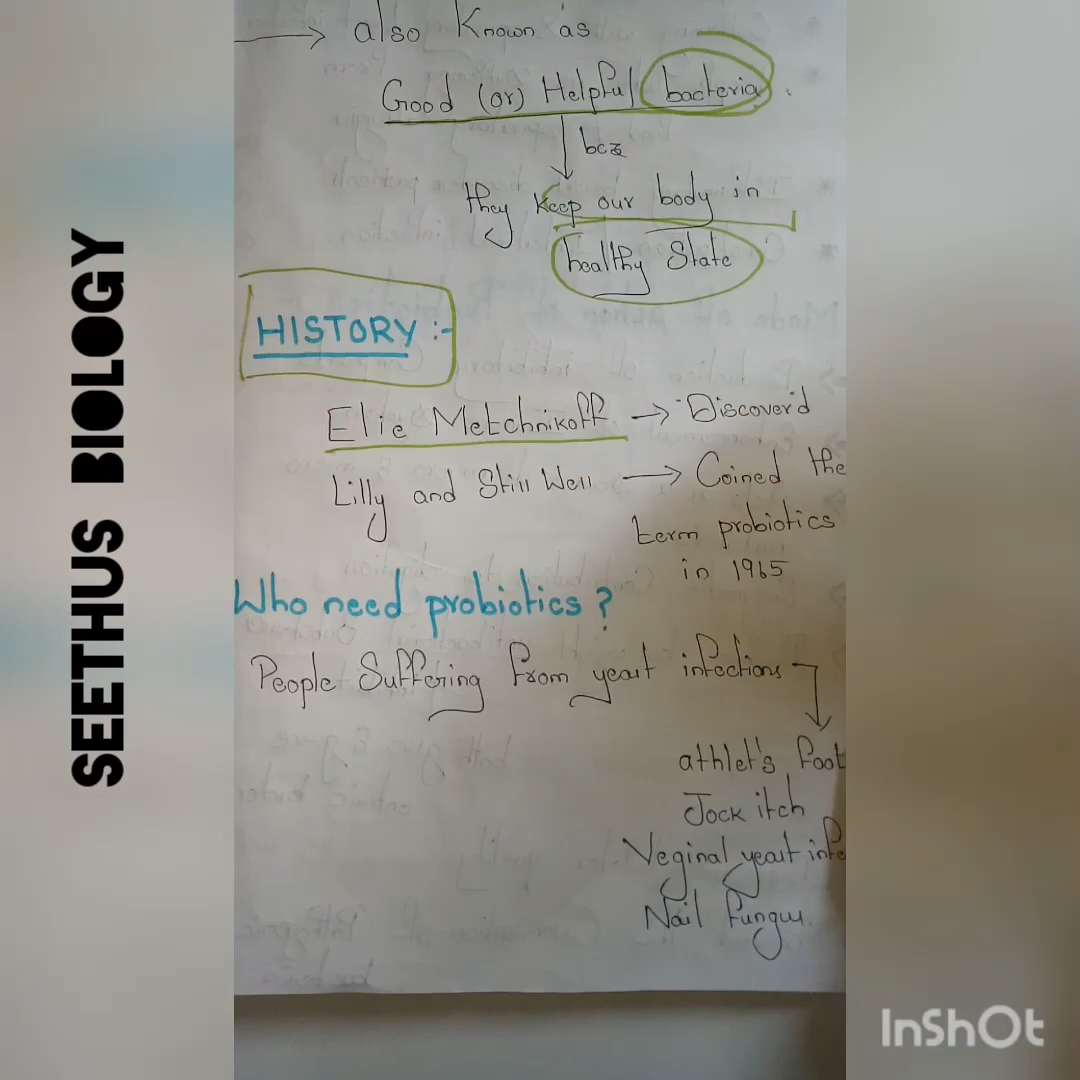 SEETHUS BIOLOGY
also Known as
Good (or) Helpful bacteria.
bcz
they keep our body in
healthy State
HISTORY :-
Elie Metchnikoff → Discover'd
Lilly and Still Well → Coined the
term probiotics
in 1965
Who need probiotics ?
People Suffering from yeast infections
athlet's foot
Jock itch
Veginal yeast infe
Nail fungus.
InShOt